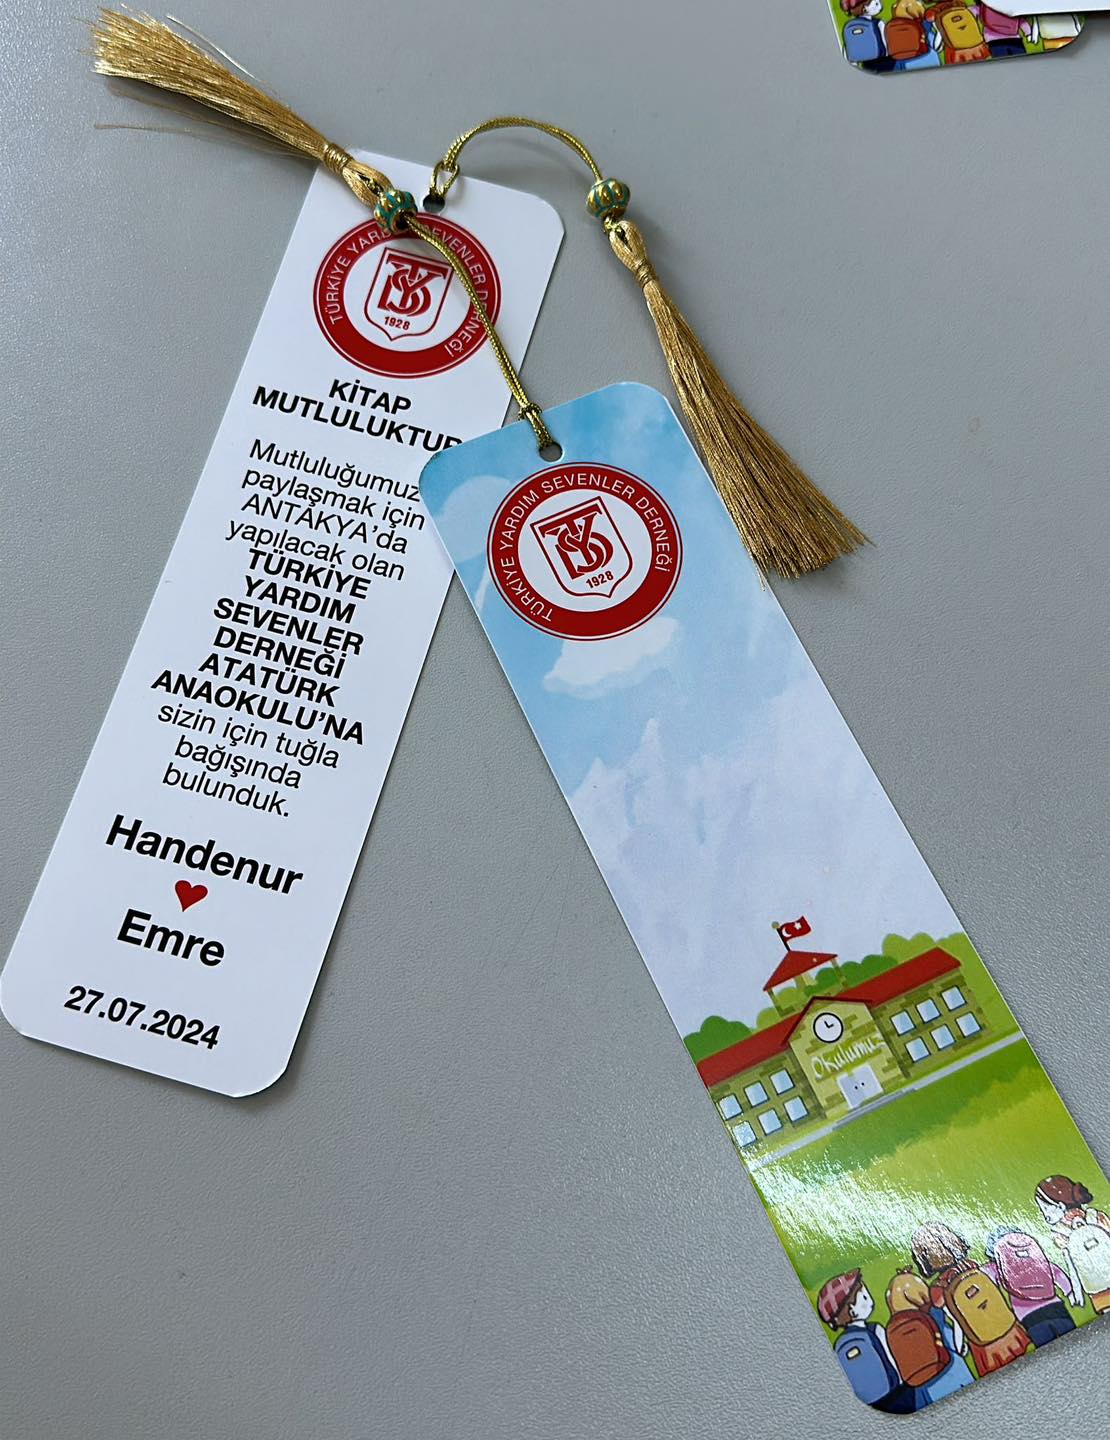 TÜRKİYE YARDIM SEVENLER DERNEĞİ
1928
KİTAP
MUTLULUKTUR
Mutluluğumuz
paylaşmak için
ANTAKYA'da
yapılacak olan
TÜRKİYE
YARDIM
SEVENLER
DERNEĞİ
ATATÜRK
ANAOKULU'NA
sizin için tuğla
bağışında
bulunduk.
Handenur
Emre
27.07.2024
TÜRKİYE YARDIM SEVENLER DERNEĞİ
TYSD
1928
Okulumuz